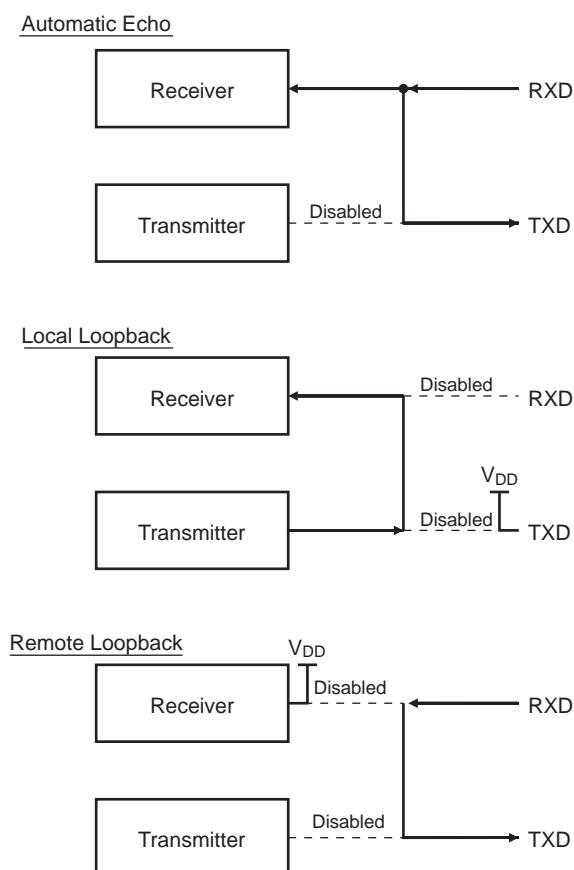 Automatic Echo
Receiver
RXD
Transmitter
Disabled
TXD
Local Loopback
Receiver
Disabled
RXD
VDD
Transmitter
Disabled
TXD
Remote Loopback
VDD
Receiver
Disabled
RXD
Transmitter
Disabled
TXD